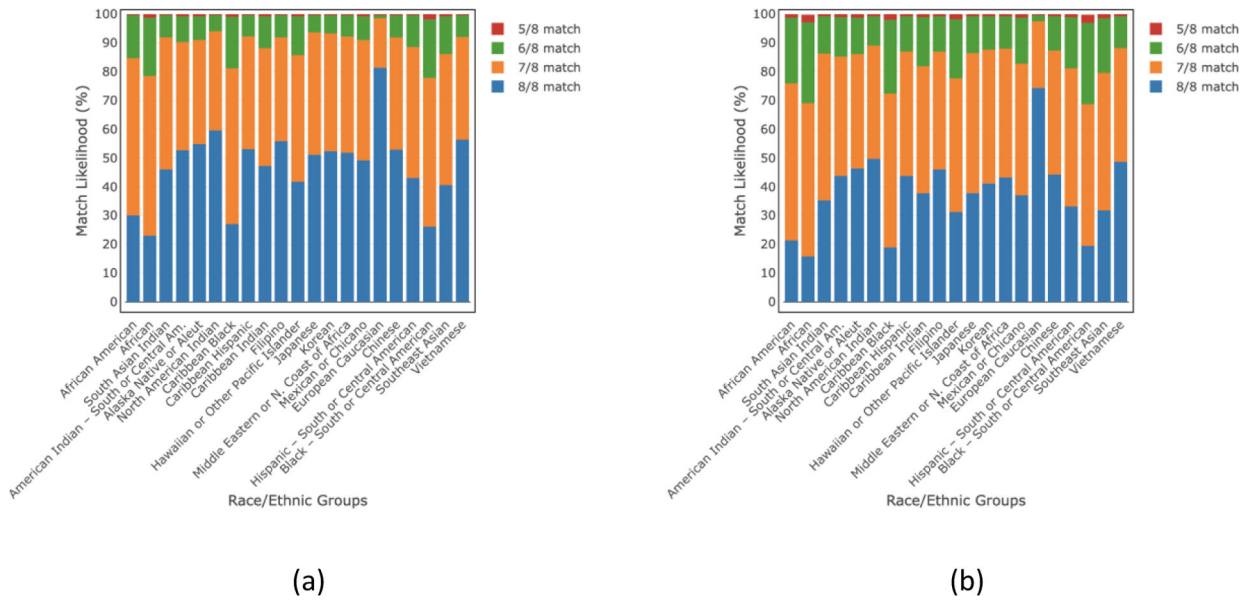 100
90
80
70
60
50
40
30
20
10
0
Match Likelihood (%)
5/8 match
6/8 match
7/8 match
8/8 match
African American
African
South Asian Indian
American Indian – South or Central Am.
Alaska Native or Aleut
North American Indian
Caribbean Black
Caribbean Hispanic
Caribbean Indian
Filipino
Hawaiian or Other Pacific Islander
Japanese
Korean
Middle Eastern or N. Coast of Africa
Mexican or Chicano
European Caucasian
Chinese
Hispanic – South or Central American
Black – South or Central American
Southeast Asian
Vietnamese
Race/Ethnic Groups
(a)
100
90
80
70
60
50
40
30
20
10
0
Match Likelihood (%)
5/8 match
6/8 match
7/8 match
8/8 match
African American
African
South Asian Indian
American Indian – South or Central Am.
Alaska Native or Aleut
North American Indian
Caribbean Black
Caribbean Hispanic
Caribbean Indian
Filipino
Hawaiian or Other Pacific Islander
Japanese
Korean
Middle Eastern or N. Coast of Africa
Mexican or Chicano
European Caucasian
Chinese
Hispanic – South or Central American
Black – South or Central American
Southeast Asian
Vietnamese
Race/Ethnic Groups
(b)